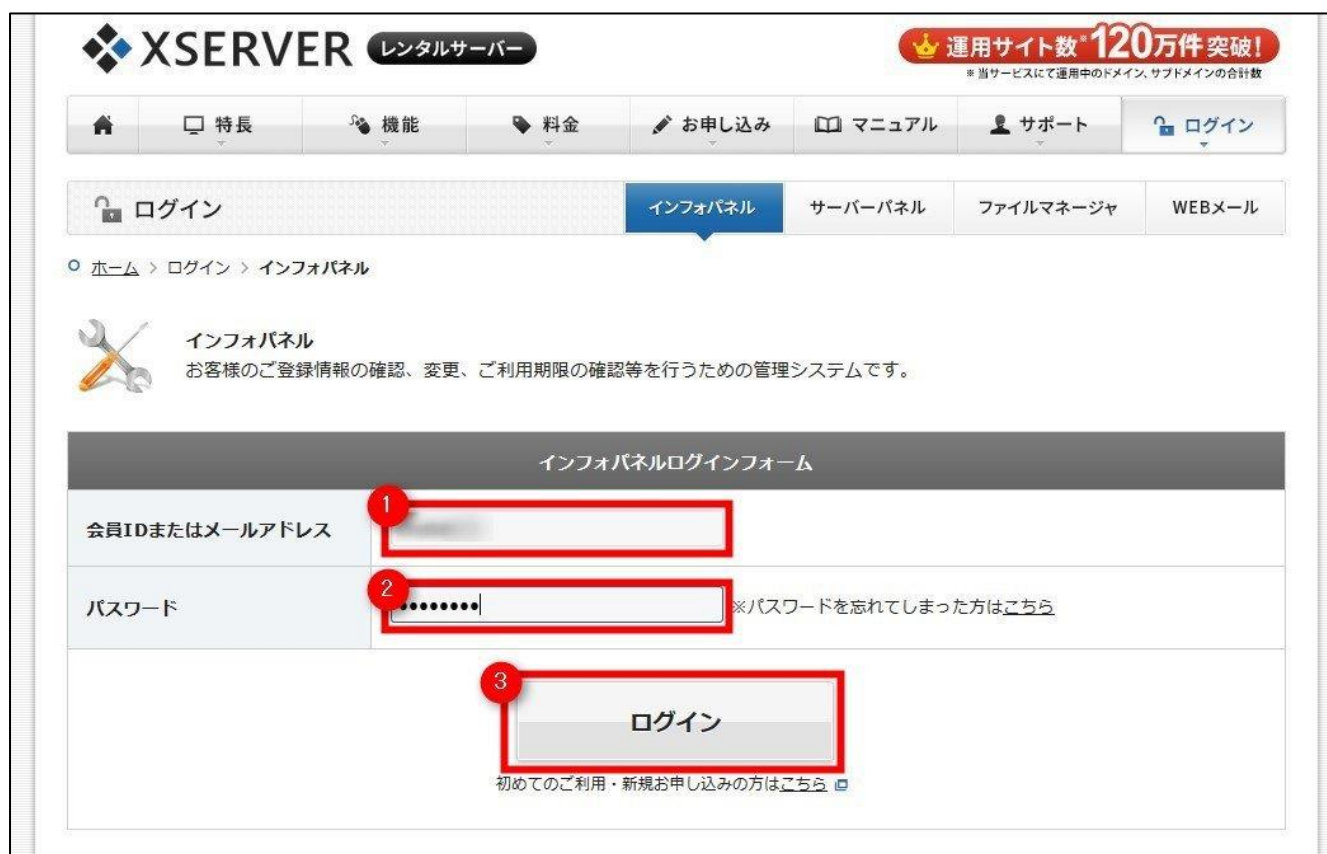 XSERVER レンタルサーバー
運用サイト数※120万件突破!
※当サービスにて運用中のドメイン、サブドメインの合計数
特長 機能 料金 お申し込み マニュアル サポート ログイン
ログイン インフォパネル サーバーパネル ファイルマネージャ WEBメール
ホーム > ログイン > インフォパネル
インフォパネル
お客様のご登録情報の確認、変更、ご利用期限の確認等を行うための管理システムです。
インフォパネルログインフォーム
1
会員IDまたはメールアドレス
2
パスワード ••••••••• ※パスワードを忘れてしまった方はこちら
3
ログイン
初めてのご利用・新規お申し込みの方はこちら